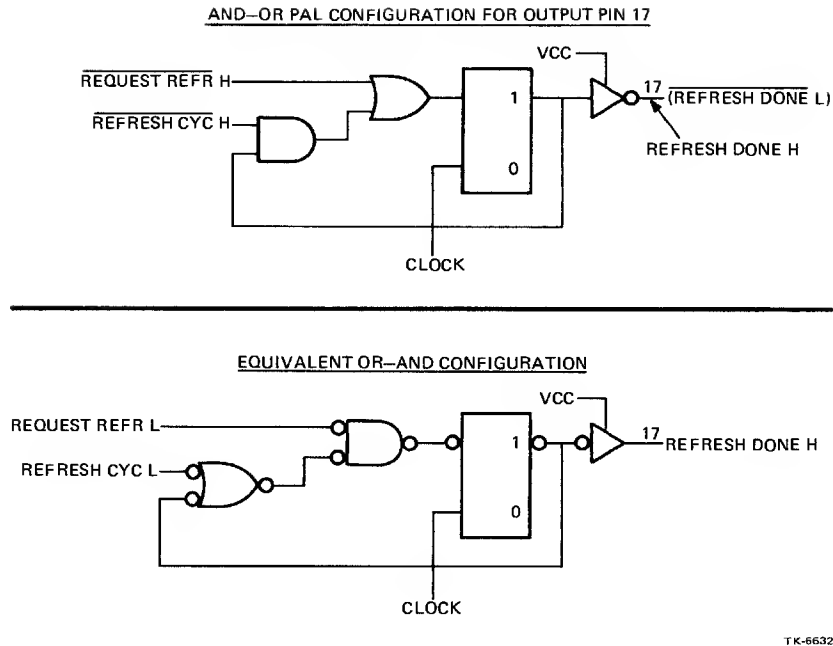 AND–OR PAL CONFIGURATION FOR OUTPUT PIN 17
VCC
REQUEST REFR H
17
(REFRESH DONE L)
REFRESH CYC H
1
REFRESH DONE H
0
CLOCK
EQUIVALENT OR–AND CONFIGURATION
VCC
REQUEST REFR L
17
REFRESH DONE H
1
REFRESH CYC L
0
CLOCK
TK-6632